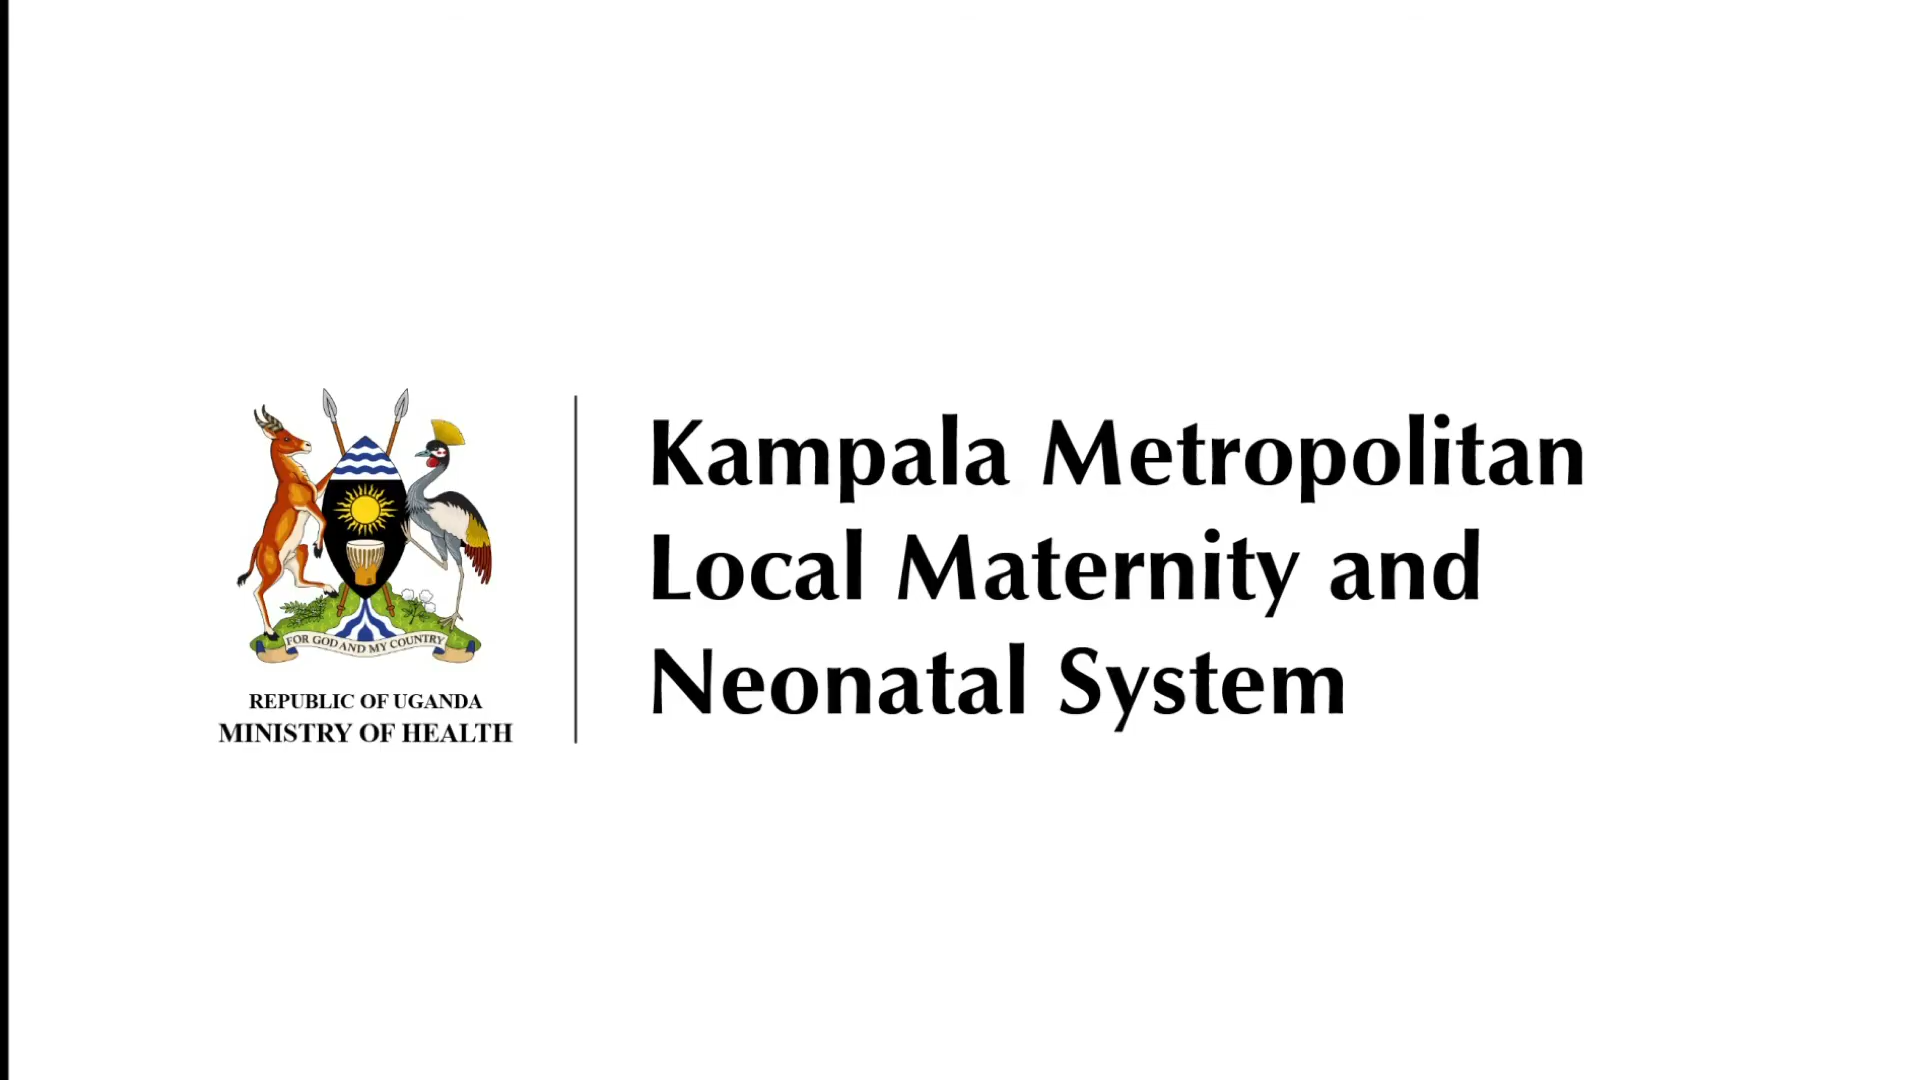 FOR GOD AND MY COUNTRY
REPUBLIC OF UGANDA
MINISTRY OF HEALTH
Kampala Metropolitan
Local Maternity and
Neonatal System